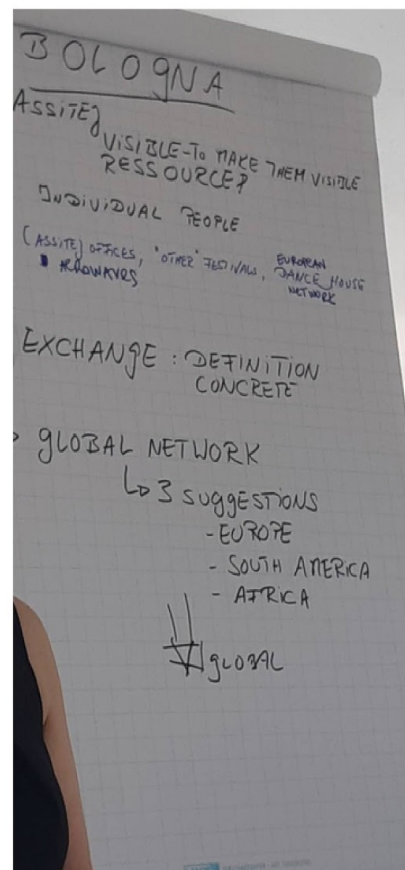 BOLOGNA
ASSITEJ
VISIBLE - TO MAKE THEM VISIBLE
RESSOURCE?
INDIVIDUAL PEOPLE
(ASSITEJ) OFFICES, "OTHER" FESTIVALS, EUROPEAN DANCE HOUSE NETWORK
AEROWAVES
EXCHANGE : DEFINITION
CONCRETE
GLOBAL NETWORK
↳ 3 SUGGESTIONS
- EUROPE
- SOUTH AMERICA
- AFRICA
GLOBAL